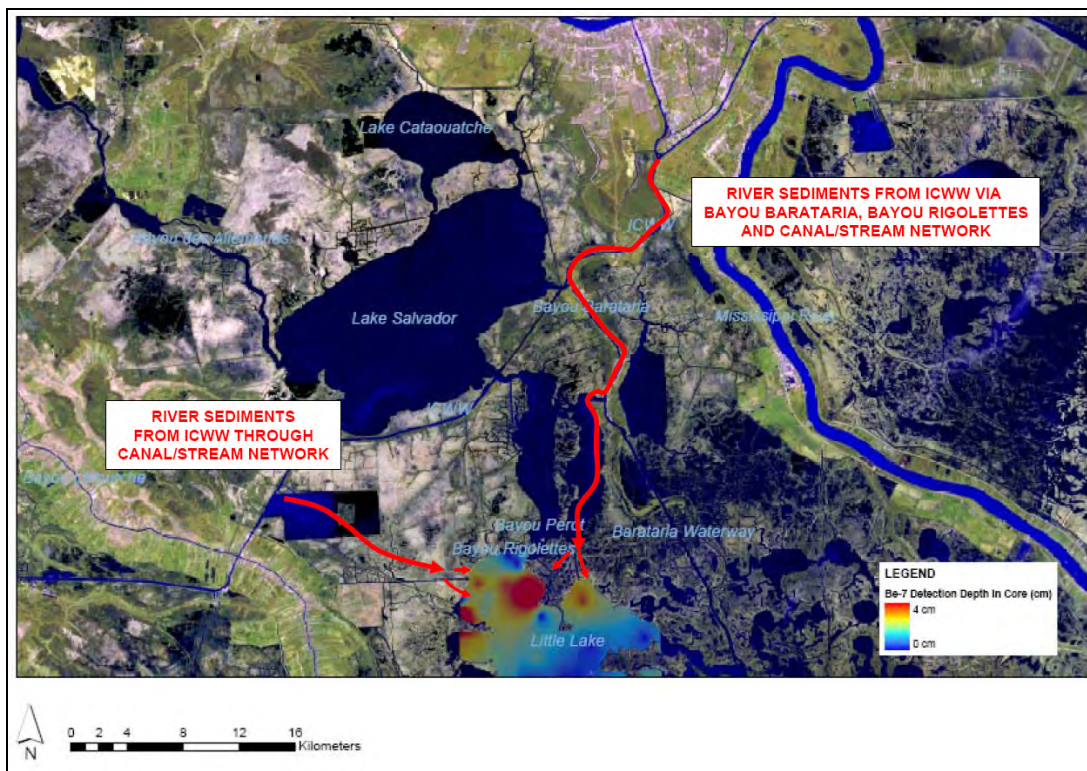 Lake Cataouatche
RIVER SEDIMENTS FROM ICWW VIA
BAYOU BARATARIA, BAYOU RIGOLETTES
AND CANAL/STREAM NETWORK
ICWW
Bayou des Allemands
Lake Salvador
Bayou Barataria
Mississippi River
ICWW
RIVER SEDIMENTS
FROM ICWW THROUGH
CANAL/STREAM NETWORK
Bayou Lafourche
Bayou Perot
Barataria Waterway
Bayou Rigolettes
Little Lake
LEGEND
Be-7 Detection Depth in Core (cm)
4 cm
0 cm
N
0 2 4 8 12 16
Kilometers